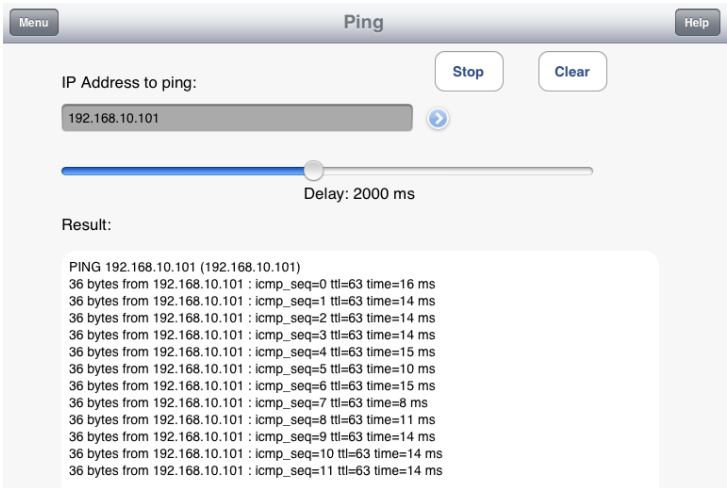 Menu
Ping
Help
Stop
Clear
IP Address to ping:
192.168.10.101
Delay: 2000 ms
Result:
PING 192.168.10.101 (192.168.10.101)
36 bytes from 192.168.10.101 : icmp_seq=0 ttl=63 time=16 ms
36 bytes from 192.168.10.101 : icmp_seq=1 ttl=63 time=14 ms
36 bytes from 192.168.10.101 : icmp_seq=2 ttl=63 time=14 ms
36 bytes from 192.168.10.101 : icmp_seq=3 ttl=63 time=14 ms
36 bytes from 192.168.10.101 : icmp_seq=4 ttl=63 time=15 ms
36 bytes from 192.168.10.101 : icmp_seq=5 ttl=63 time=10 ms
36 bytes from 192.168.10.101 : icmp_seq=6 ttl=63 time=15 ms
36 bytes from 192.168.10.101 : icmp_seq=7 ttl=63 time=8 ms
36 bytes from 192.168.10.101 : icmp_seq=8 ttl=63 time=11 ms
36 bytes from 192.168.10.101 : icmp_seq=9 ttl=63 time=14 ms
36 bytes from 192.168.10.101 : icmp_seq=10 ttl=63 time=14 ms
36 bytes from 192.168.10.101 : icmp_seq=11 ttl=63 time=14 ms